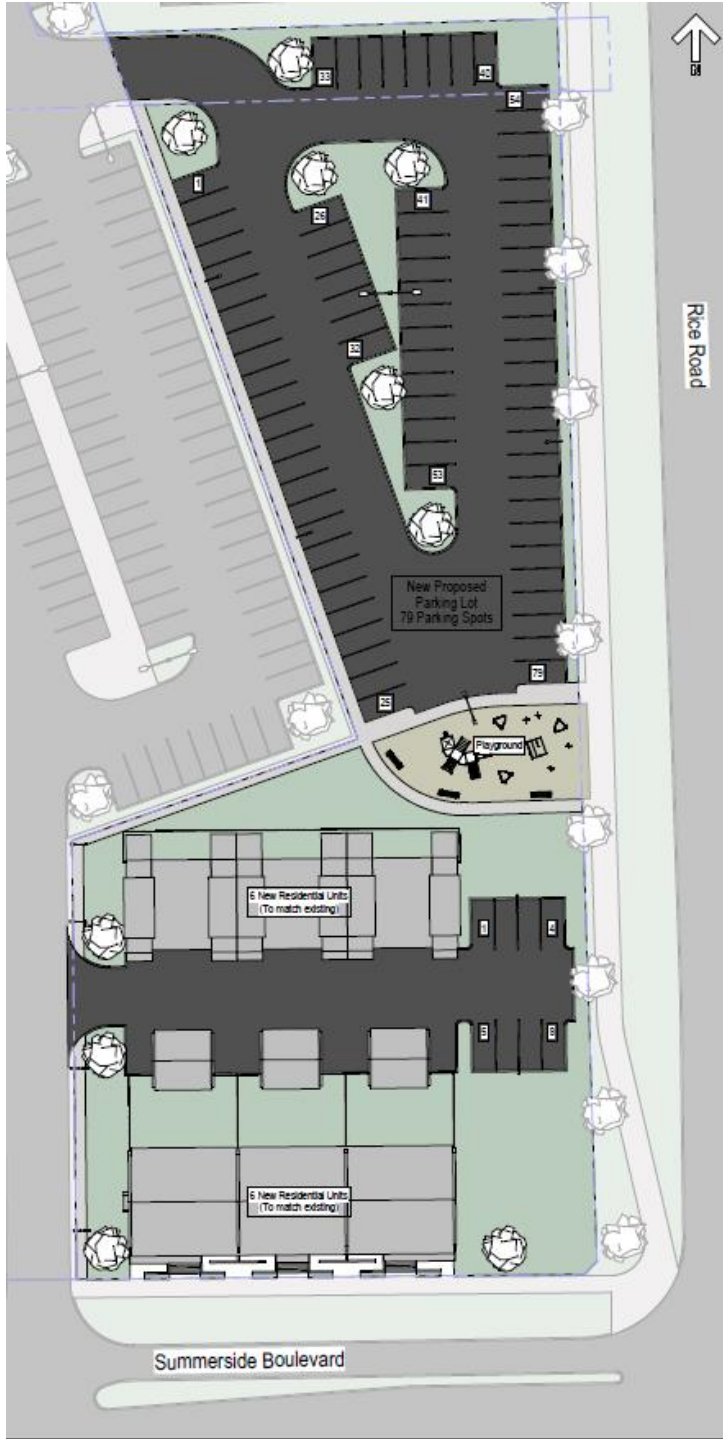 33
40
54
1
26
41
Rice Road
32
53
New Proposed
Parking Lot
79 Parking Spots
79
25
Playground
6 New Residential Units
(To match existing)
1
4
5
8
6 New Residential Units
(To match existing)
Summerside Boulevard